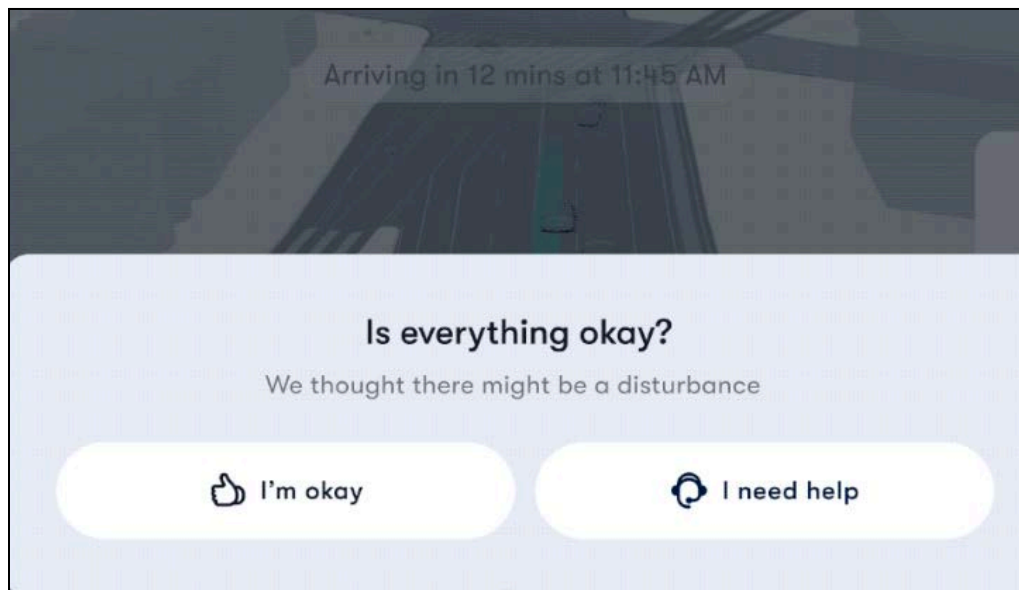 Arriving in 12 mins at 11:45 AM
Is everything okay?
We thought there might be a disturbance
I'm okay
I need help